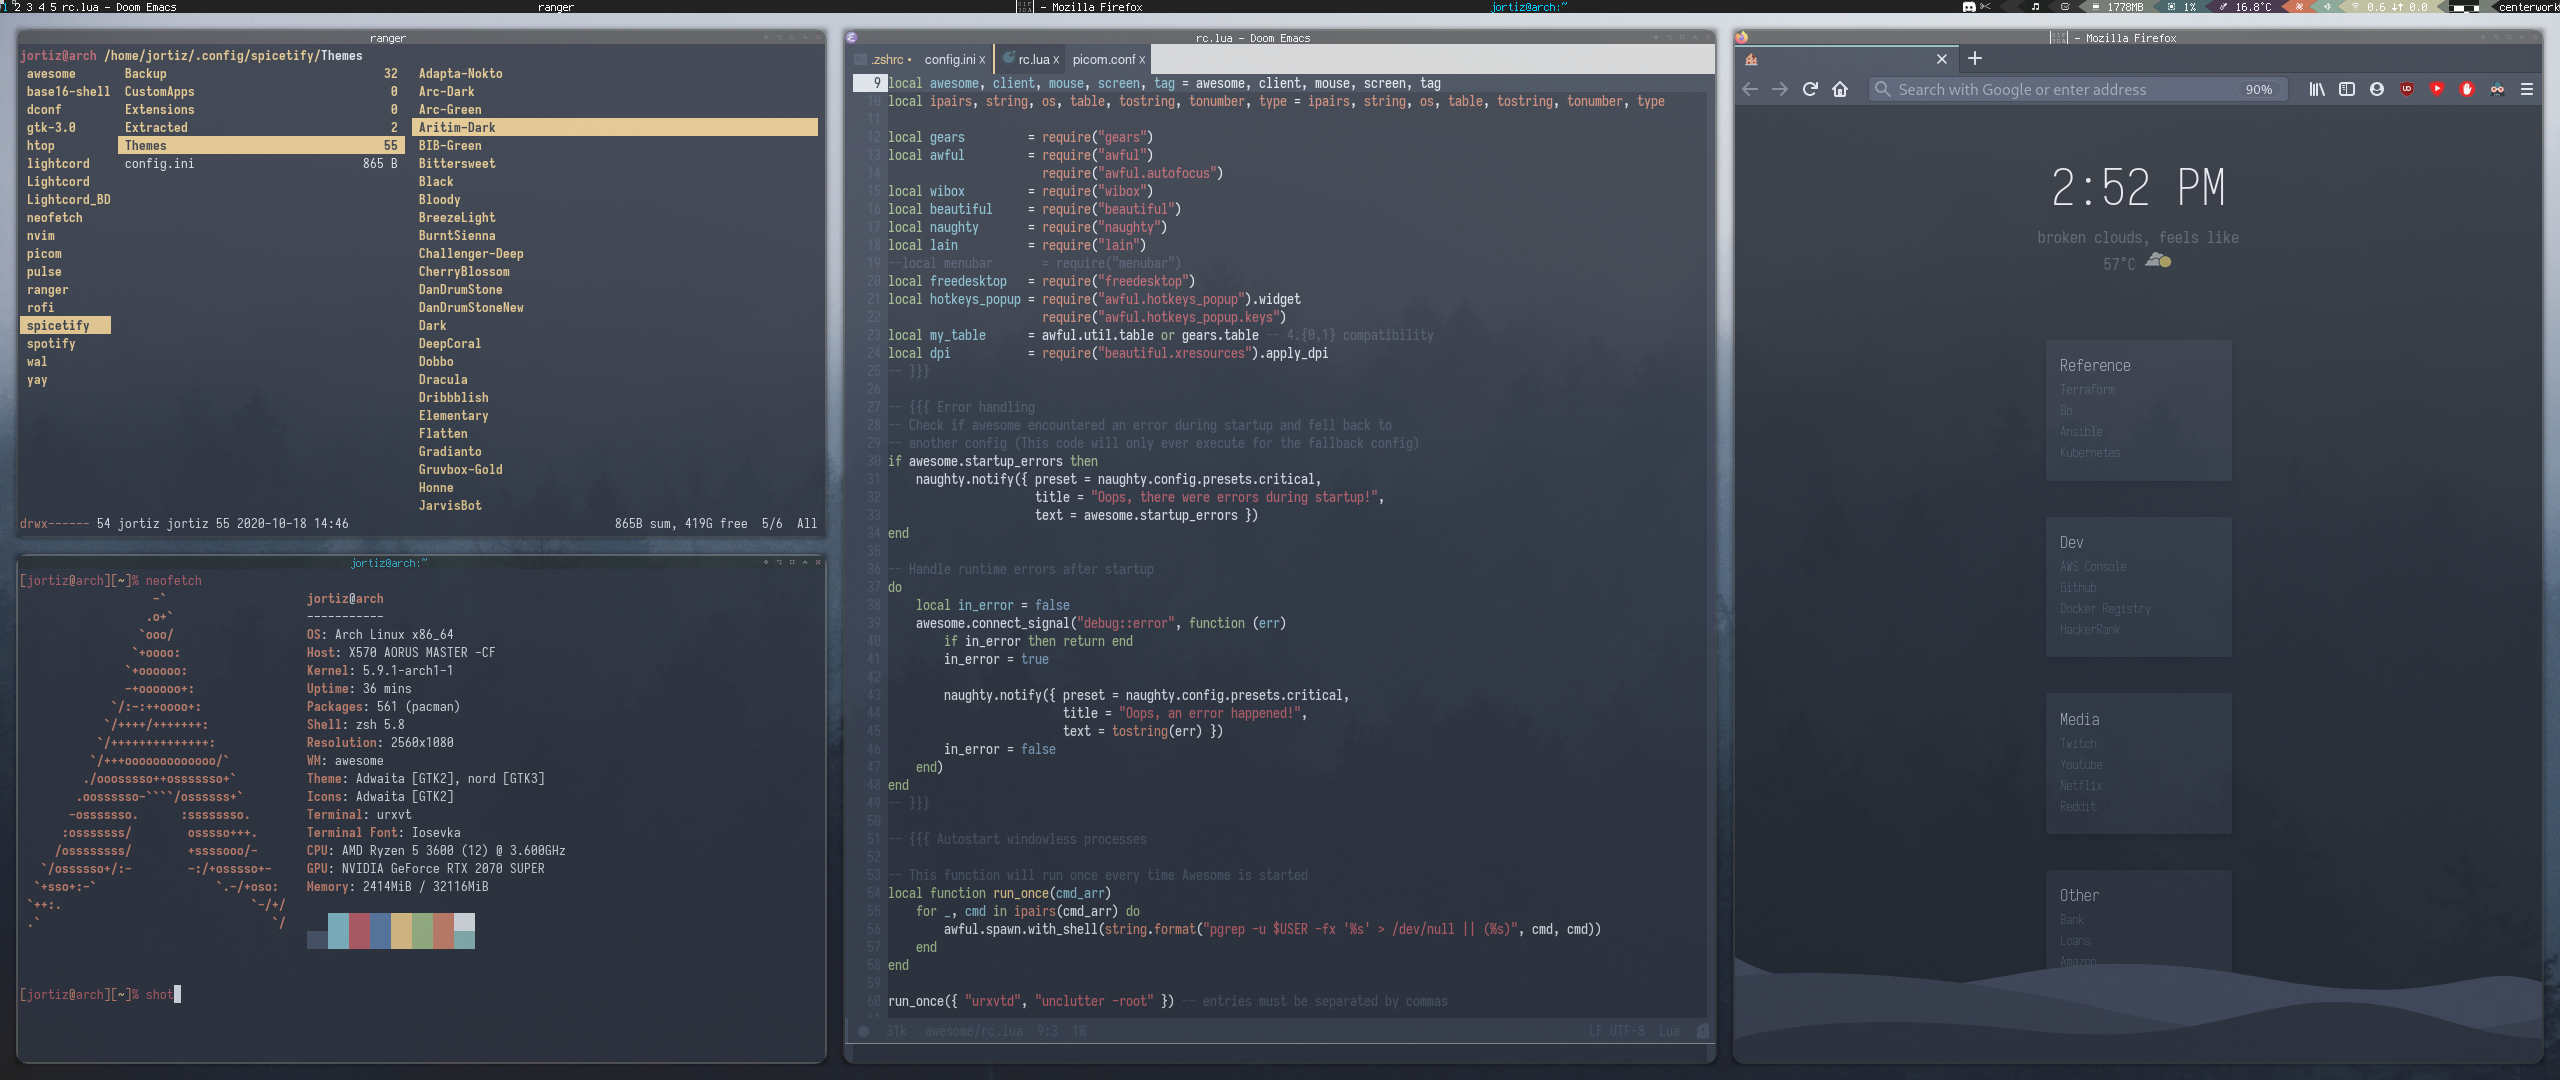 1 2 3 4 5 rc.lua - Doom Emacs
ranger
- Mozilla Firefox
jortiz@arch:~
1778MB
1%
16.8°C
0.6 ↓↑ 0.0
centerwork
ranger
jortiz@arch /home/jortiz/.config/spicetify/Themes
awesome Backup 32 Adapta-Nokto
base16-shell CustomApps 0 Arc-Dark
dconf Extensions 0 Arc-Green
gtk-3.0 Extracted 2 Aritim-Dark
htop Themes 55 BIB-Green
lightcord config.ini 865 B Bittersweet
Lightcord Black
Lightcord_BD Bloody
neofetch BreezeLight
nvim BurntSienna
picom Challenger-Deep
pulse CherryBlossom
ranger DanDrumStone
rofi DanDrumStoneNew
spicetify Dark
spotify DeepCoral
wal Dobbo
yay Dracula
Dribbblish
Elementary
Flatten
Gradianto
Gruvbox-Gold
Honne
JarvisBot
drwx------ 54 jortiz jortiz 55 2020-10-18 14:46 865B sum, 419G free 5/6 All
jortiz@arch:~
[jortiz@arch][~]% neofetch
-`
.o+`
`ooo/
`+oooo:
`+oooooo:
-+oooooo+:
`/:-:++oooo+:
`/++++/+++++++:
`/++++++++++++++:
`/+++ooooooooooooo/`
./ooosssso++osssssso+`
.oossssso-````/ossssss+`
-osssssso. :ssssssso.
:osssssss/ osssso+++.
/ossssssss/ +ssssooo/-
`/ossssso+/:- -:/+osssso+-
`+sso+:-` `.-/+oso:
`++:. `-/+/
.` `/
jortiz@arch
-----------
OS: Arch Linux x86_64
Host: X570 AORUS MASTER -CF
Kernel: 5.9.1-arch1-1
Uptime: 36 mins
Packages: 561 (pacman)
Shell: zsh 5.8
Resolution: 2560x1080
WM: awesome
Theme: Adwaita [GTK2], nord [GTK3]
Icons: Adwaita [GTK2]
Terminal: urxvt
Terminal Font: Iosevka
CPU: AMD Ryzen 5 3600 (12) @ 3.600GHz
GPU: NVIDIA GeForce RTX 2070 SUPER
Memory: 2414MiB / 32116MiB
[jortiz@arch][~]% shot
rc.lua - Doom Emacs
.zshrc • config.ini x rc.lua x picom.conf x
9 local awesome, client, mouse, screen, tag = awesome, client, mouse, screen, tag
10 local ipairs, string, os, table, tostring, tonumber, type = ipairs, string, os, table, tostring, tonumber, type
11
12 local gears = require("gears")
13 local awful = require("awful")
14 require("awful.autofocus")
15 local wibox = require("wibox")
16 local beautiful = require("beautiful")
17 local naughty = require("naughty")
18 local lain = require("lain")
19 --local menubar = require("menubar")
20 local freedesktop = require("freedesktop")
21 local hotkeys_popup = require("awful.hotkeys_popup").widget
22 require("awful.hotkeys_popup.keys")
23 local my_table = awful.util.table or gears.table -- 4.{0,1} compatibility
24 local dpi = require("beautiful.xresources").apply_dpi
25 -- }}}
26
27 -- {{{ Error handling
28 -- Check if awesome encountered an error during startup and fell back to
29 -- another config (This code will only ever execute for the fallback config)
30 if awesome.startup_errors then
31 naughty.notify({ preset = naughty.config.presets.critical,
32 title = "Oops, there were errors during startup!",
33 text = awesome.startup_errors })
34 end
35
36 -- Handle runtime errors after startup
37 do
38 local in_error = false
39 awesome.connect_signal("debug::error", function (err)
40 if in_error then return end
41 in_error = true
42
43 naughty.notify({ preset = naughty.config.presets.critical,
44 title = "Oops, an error happened!",
45 text = tostring(err) })
46 in_error = false
47 end)
48 end
49 -- }}}
50
51 -- {{{ Autostart windowless processes
52
53 -- This function will run once every time Awesome is started
54 local function run_once(cmd_arr)
55 for _, cmd in ipairs(cmd_arr) do
56 awful.spawn.with_shell(string.format("pgrep -u $USER -fx '%s' > /dev/null || (%s)", cmd, cmd))
57 end
58 end
59
60 run_once({ "urxvtd", "unclutter -root" }) -- entries must be separated by commas
31k awesome/rc.lua 9:3 1% LF UTF-8 Lua
- Mozilla Firefox
Search with Google or enter address 90%
2:52 PM
broken clouds, feels like
57°C
Reference
Terraform
Go
Ansible
Kubernetes
Dev
AWS Console
Github
Docker Registry
HackerRank
Media
Twitch
Youtube
Netflix
Reddit
Other
Bank
Loans
Amazon